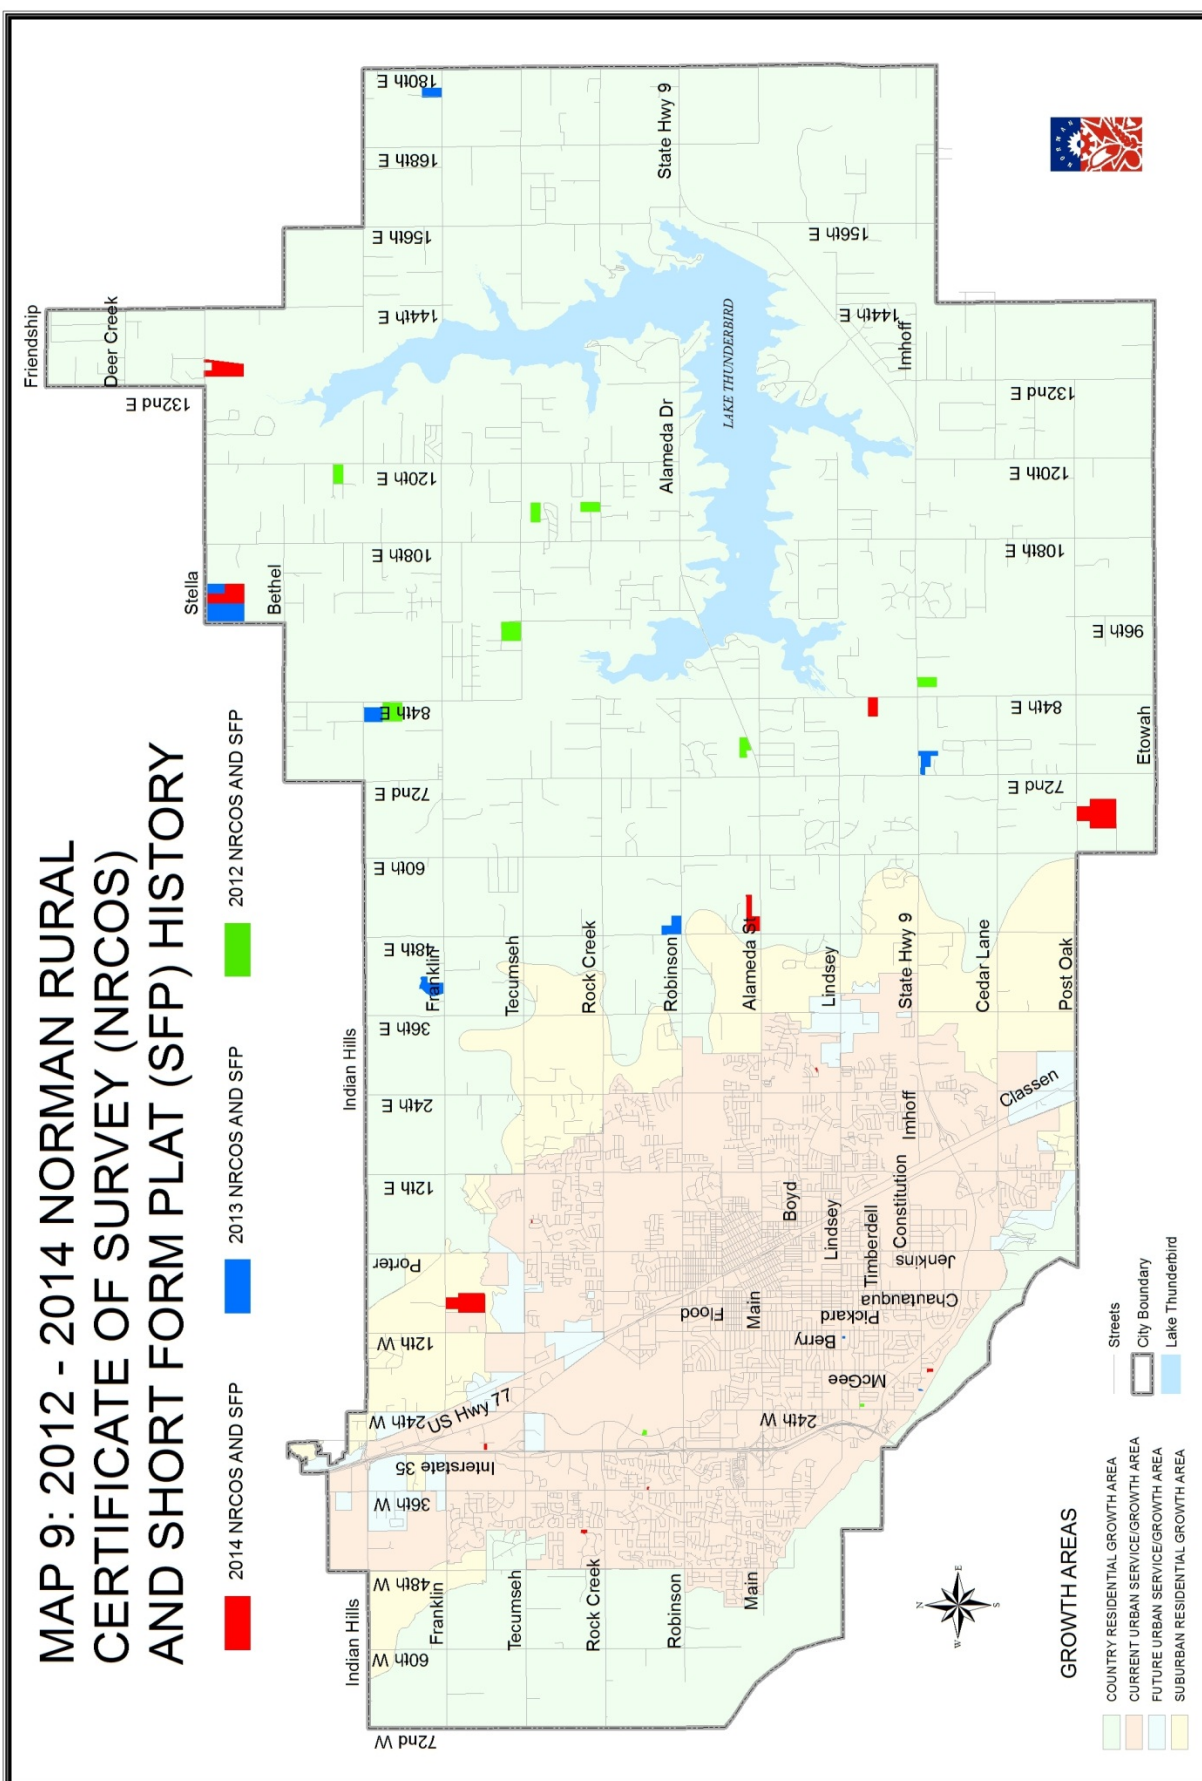 MAP 9: 2012 - 2014 NORMAN RURAL
CERTIFICATE OF SURVEY (NRCOS)
AND SHORT FORM PLAT (SFP) HISTORY
2014 NRCOS AND SFP
2013 NRCOS AND SFP
2012 NRCOS AND SFP
Friendship
Deer Creek
132nd E
Stella
Bethel
Indian Hills
Indian Hills
72nd W
60th W
48th W
36th W
Interstate 35
24th W
US Hwy 77
12th W
Porter
12th E
24th E
36th E
48th E
60th E
72nd E
84th E
108th E
120th E
144th E
156th E
168th E
180th E
Franklin
Franklin
Tecumseh
Tecumseh
Rock Creek
Rock Creek
Robinson
Robinson
Main
24th W
Flood
Main
Alameda St
Alameda Dr
State Hwy 9
LAKE THUNDERBIRD
McGee
Berry
Pickard
Chautauqua
Jenkins
Boyd
Lindsey
Timberdell
Constitution
Imhoff
Lindsey
State Hwy 9
Cedar Lane
Post Oak
Classen
72nd E
84th E
96th E
108th E
120th E
132nd E
144th E
156th E
Imhoff
Etowah
NORMAN
N
E
S
W
GROWTH AREAS
COUNTRY RESIDENTIAL GROWTH AREA
CURRENT URBAN SERVICE/GROWTH AREA
FUTURE URBAN SERVICE/GROWTH AREA
SUBURBAN RESIDENTIAL GROWTH AREA
Streets
City Boundary
Lake Thunderbird